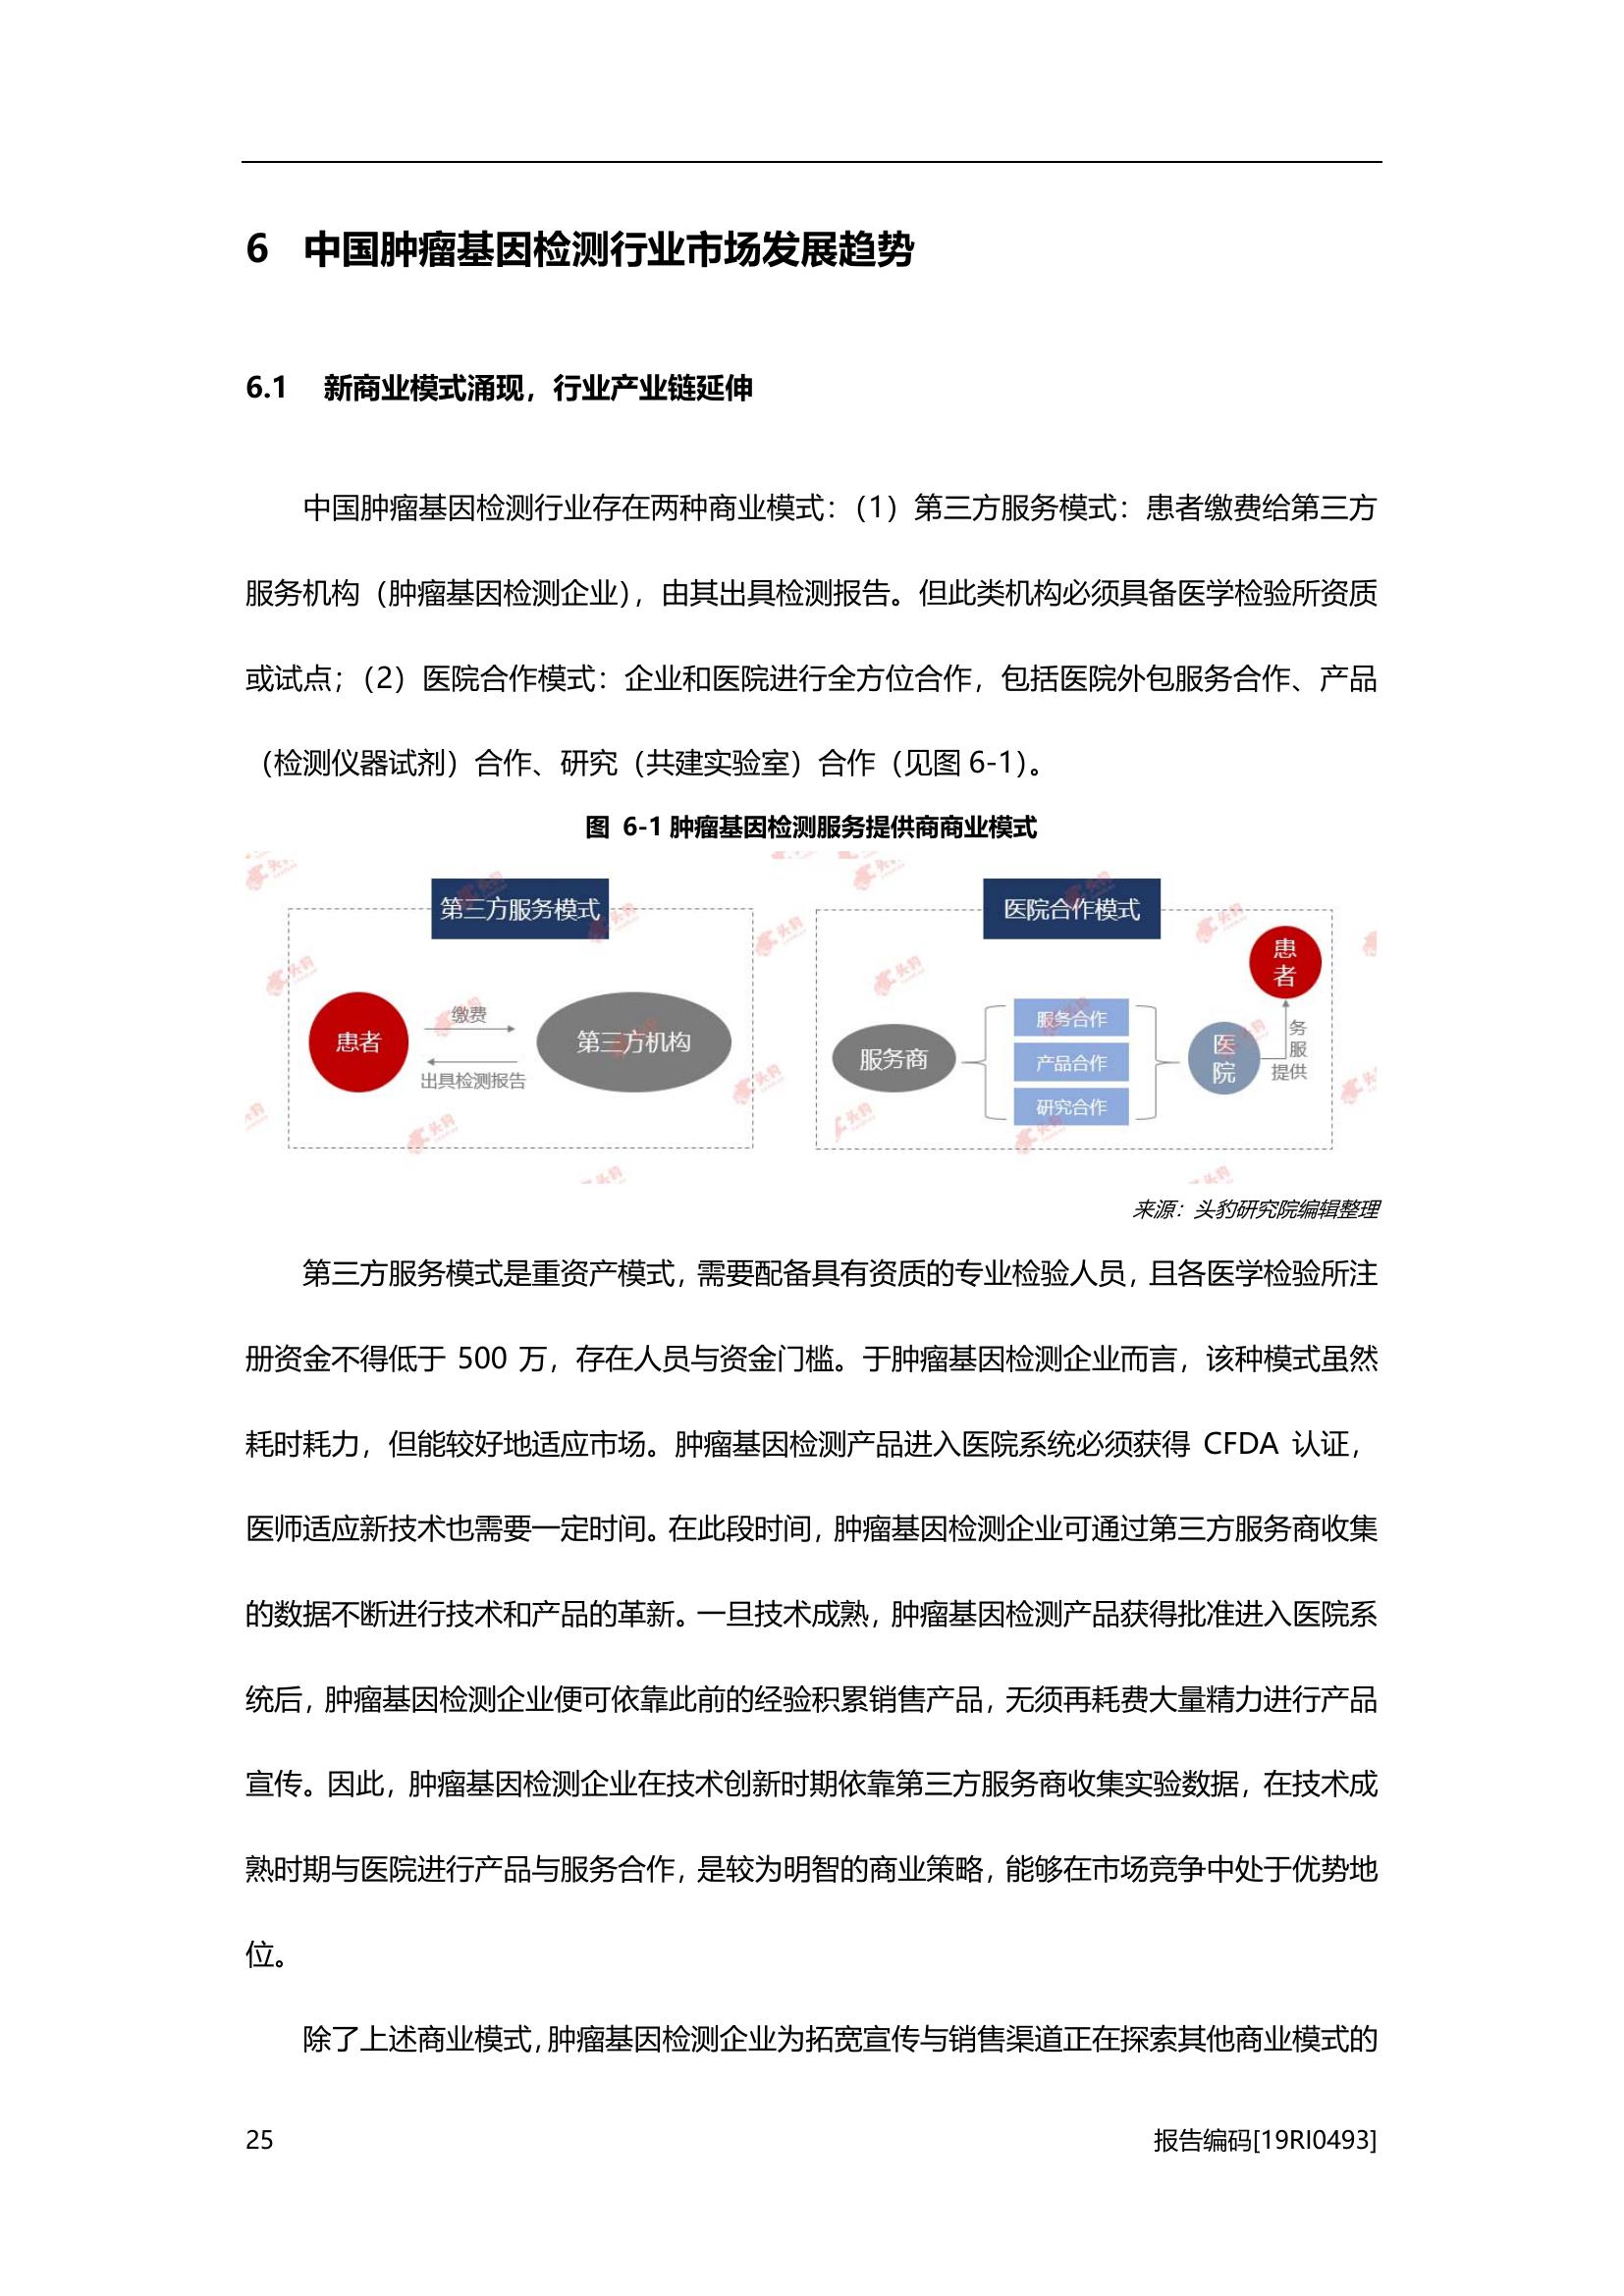 6 中国肿瘤基因检测行业市场发展趋势
6.1 新商业模式涌现，行业产业链延伸
中国肿瘤基因检测行业存在两种商业模式：（1）第三方服务模式：患者缴费给第三方
服务机构（肿瘤基因检测企业），由其出具检测报告。但此类机构必须具备医学检验所资质
或试点；（2）医院合作模式：企业和医院进行全方位合作，包括医院外包服务合作、产品
（检测仪器试剂）合作、研究（共建实验室）合作（见图 6-1）。
图 6-1 肿瘤基因检测服务提供商商业模式
第三方服务模式
患者
缴费
出具检测报告
第三方机构
医院合作模式
服务商
服务合作
产品合作
研究合作
医
院
务
服
提供
患
者
头豹
来源：头豹研究院编辑整理
第三方服务模式是重资产模式，需要配备具有资质的专业检验人员，且各医学检验所注
册资金不得低于 500 万，存在人员与资金门槛。于肿瘤基因检测企业而言，该种模式虽然
耗时耗力，但能较好地适应市场。肿瘤基因检测产品进入医院系统必须获得 CFDA 认证，
医师适应新技术也需要一定时间。在此段时间，肿瘤基因检测企业可通过第三方服务商收集
的数据不断进行技术和产品的革新。一旦技术成熟，肿瘤基因检测产品获得批准进入医院系
统后，肿瘤基因检测企业便可依靠此前的经验积累销售产品，无须再耗费大量精力进行产品
宣传。因此，肿瘤基因检测企业在技术创新时期依靠第三方服务商收集实验数据，在技术成
熟时期与医院进行产品与服务合作，是较为明智的商业策略，能够在市场竞争中处于优势地
位。
除了上述商业模式，肿瘤基因检测企业为拓宽宣传与销售渠道正在探索其他商业模式的
25
报告编码[19RI0493]